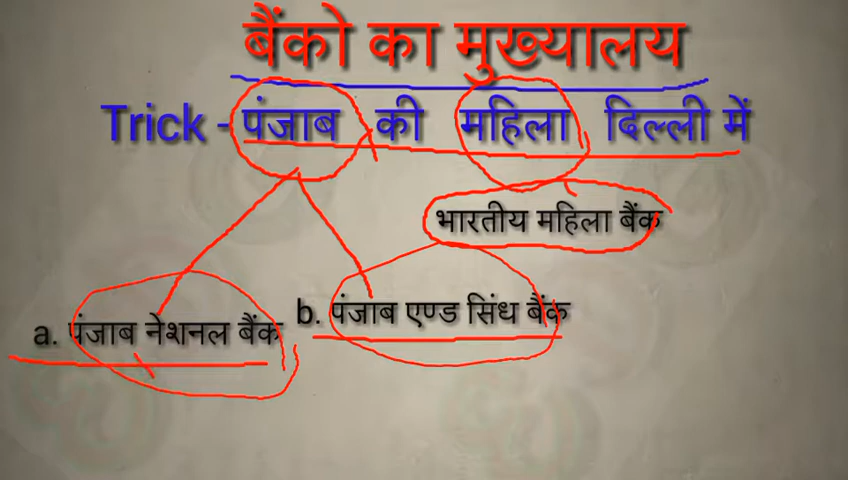 बैंको का मुख्यालय
Trick - पंजाब की महिला दिल्ली में
भारतीय महिला बैंक
a. पंजाब नेशनल बैंक
b. पंजाब एण्ड सिंध बैंक